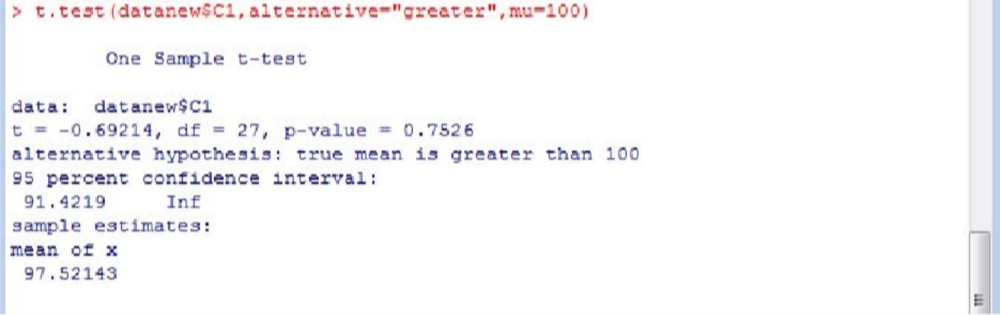 > t.test(datanew$C1,alternative="greater",mu=100)
One Sample t-test
data:  datanew$C1
t = -0.69214, df = 27, p-value = 0.7526
alternative hypothesis: true mean is greater than 100
95 percent confidence interval:
 91.4219     Inf
sample estimates:
mean of x
 97.52143